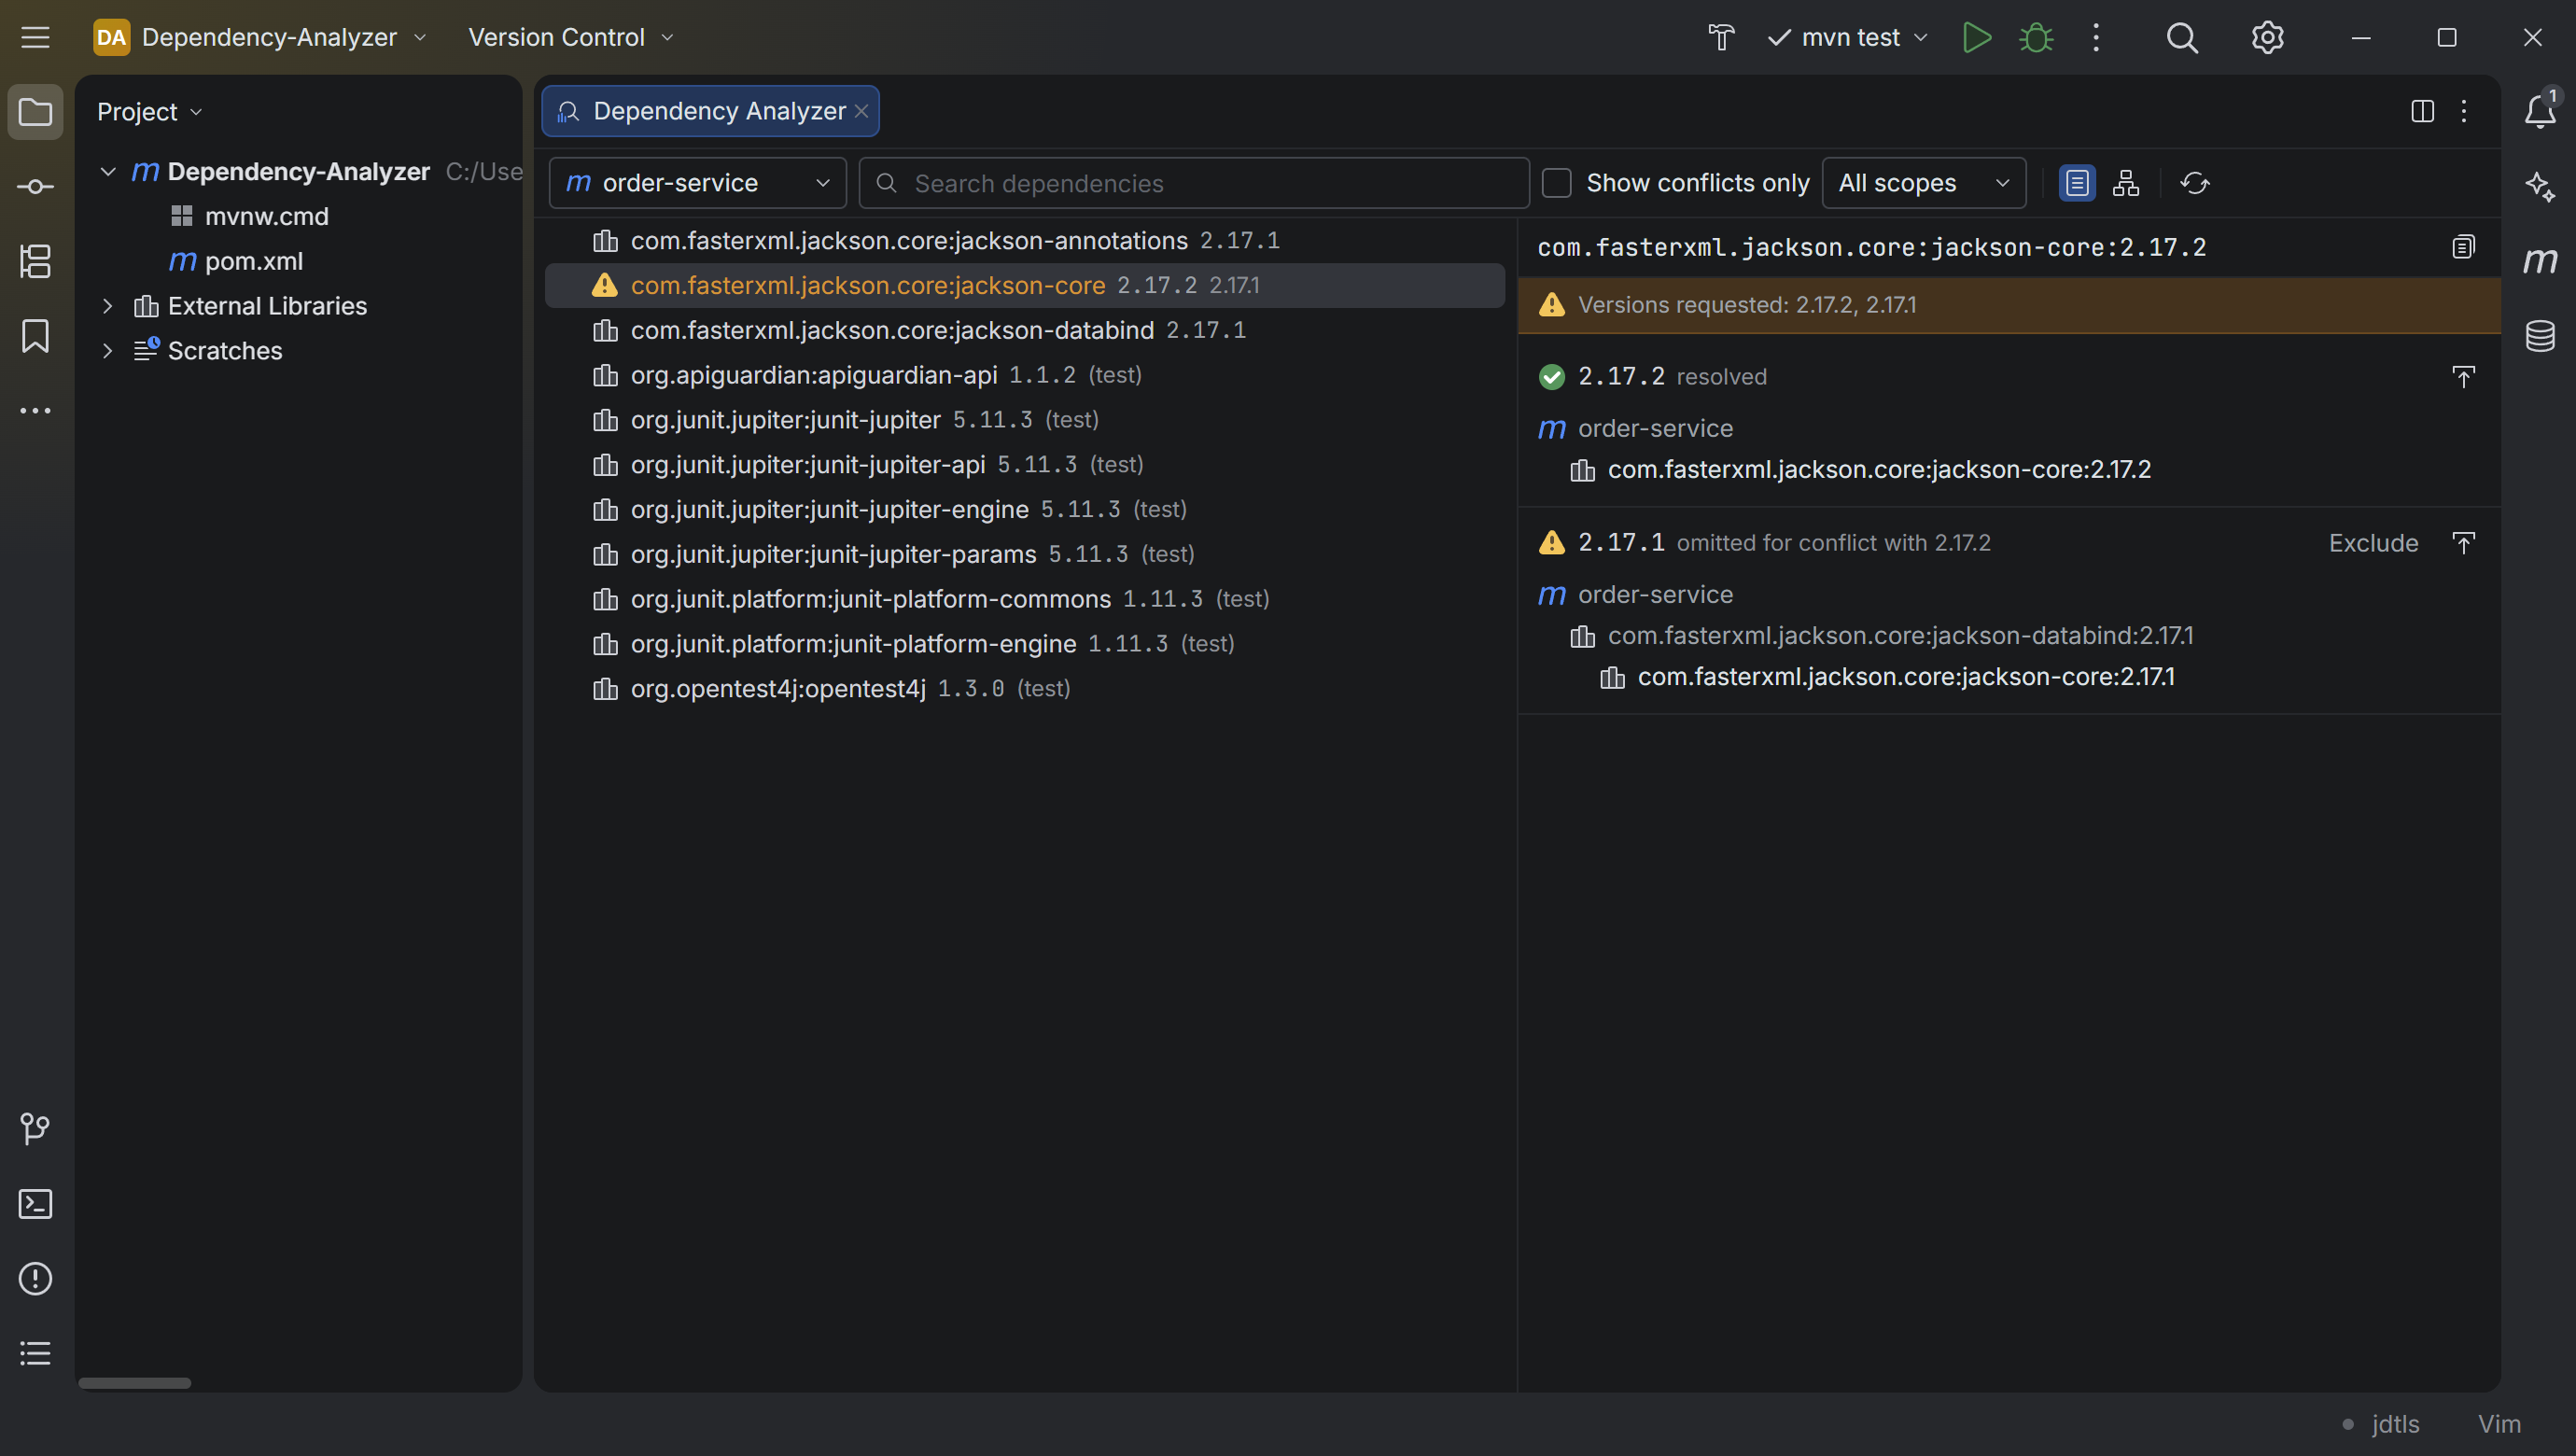 DA Dependency-Analyzer Version Control mvn test
Project
Dependency-Analyzer C:/Use
mvnw.cmd
m pom.xml
External Libraries
Scratches
Dependency Analyzer
1
m order-service Search dependencies Show conflicts only All scopes
com.fasterxml.jackson.core:jackson-annotations 2.17.1
com.fasterxml.jackson.core:jackson-core 2.17.2 2.17.1
com.fasterxml.jackson.core:jackson-databind 2.17.1
org.apiguardian:apiguardian-api 1.1.2 (test)
org.junit.jupiter:junit-jupiter 5.11.3 (test)
org.junit.jupiter:junit-jupiter-api 5.11.3 (test)
org.junit.jupiter:junit-jupiter-engine 5.11.3 (test)
org.junit.jupiter:junit-jupiter-params 5.11.3 (test)
org.junit.platform:junit-platform-commons 1.11.3 (test)
org.junit.platform:junit-platform-engine 1.11.3 (test)
org.opentest4j:opentest4j 1.3.0 (test)
com.fasterxml.jackson.core:jackson-core:2.17.2
Versions requested: 2.17.2, 2.17.1
2.17.2 resolved
m order-service
com.fasterxml.jackson.core:jackson-core:2.17.2
2.17.1 omitted for conflict with 2.17.2 Exclude
m order-service
com.fasterxml.jackson.core:jackson-databind:2.17.1
com.fasterxml.jackson.core:jackson-core:2.17.1
m
jdtls Vim